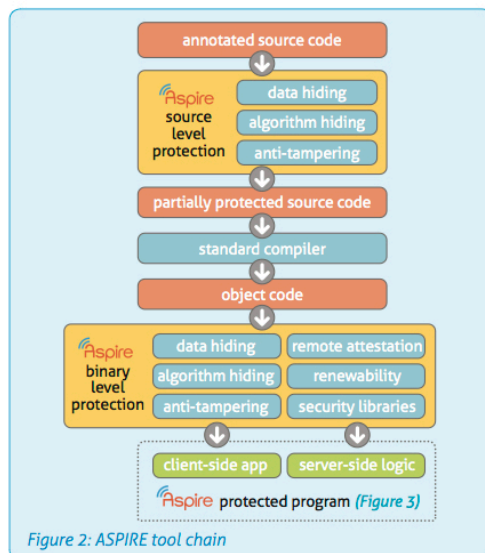 annotated source code
Aspire
source
level
protection
data hiding
algorithm hiding
anti-tampering
partially protected source code
standard compiler
object code
Aspire
binary
level
protection
data hiding
remote attestation
algorithm hiding
renewability
anti-tampering
security libraries
client-side app
server-side logic
Aspire protected program (Figure 3)
Figure 2: ASPIRE tool chain